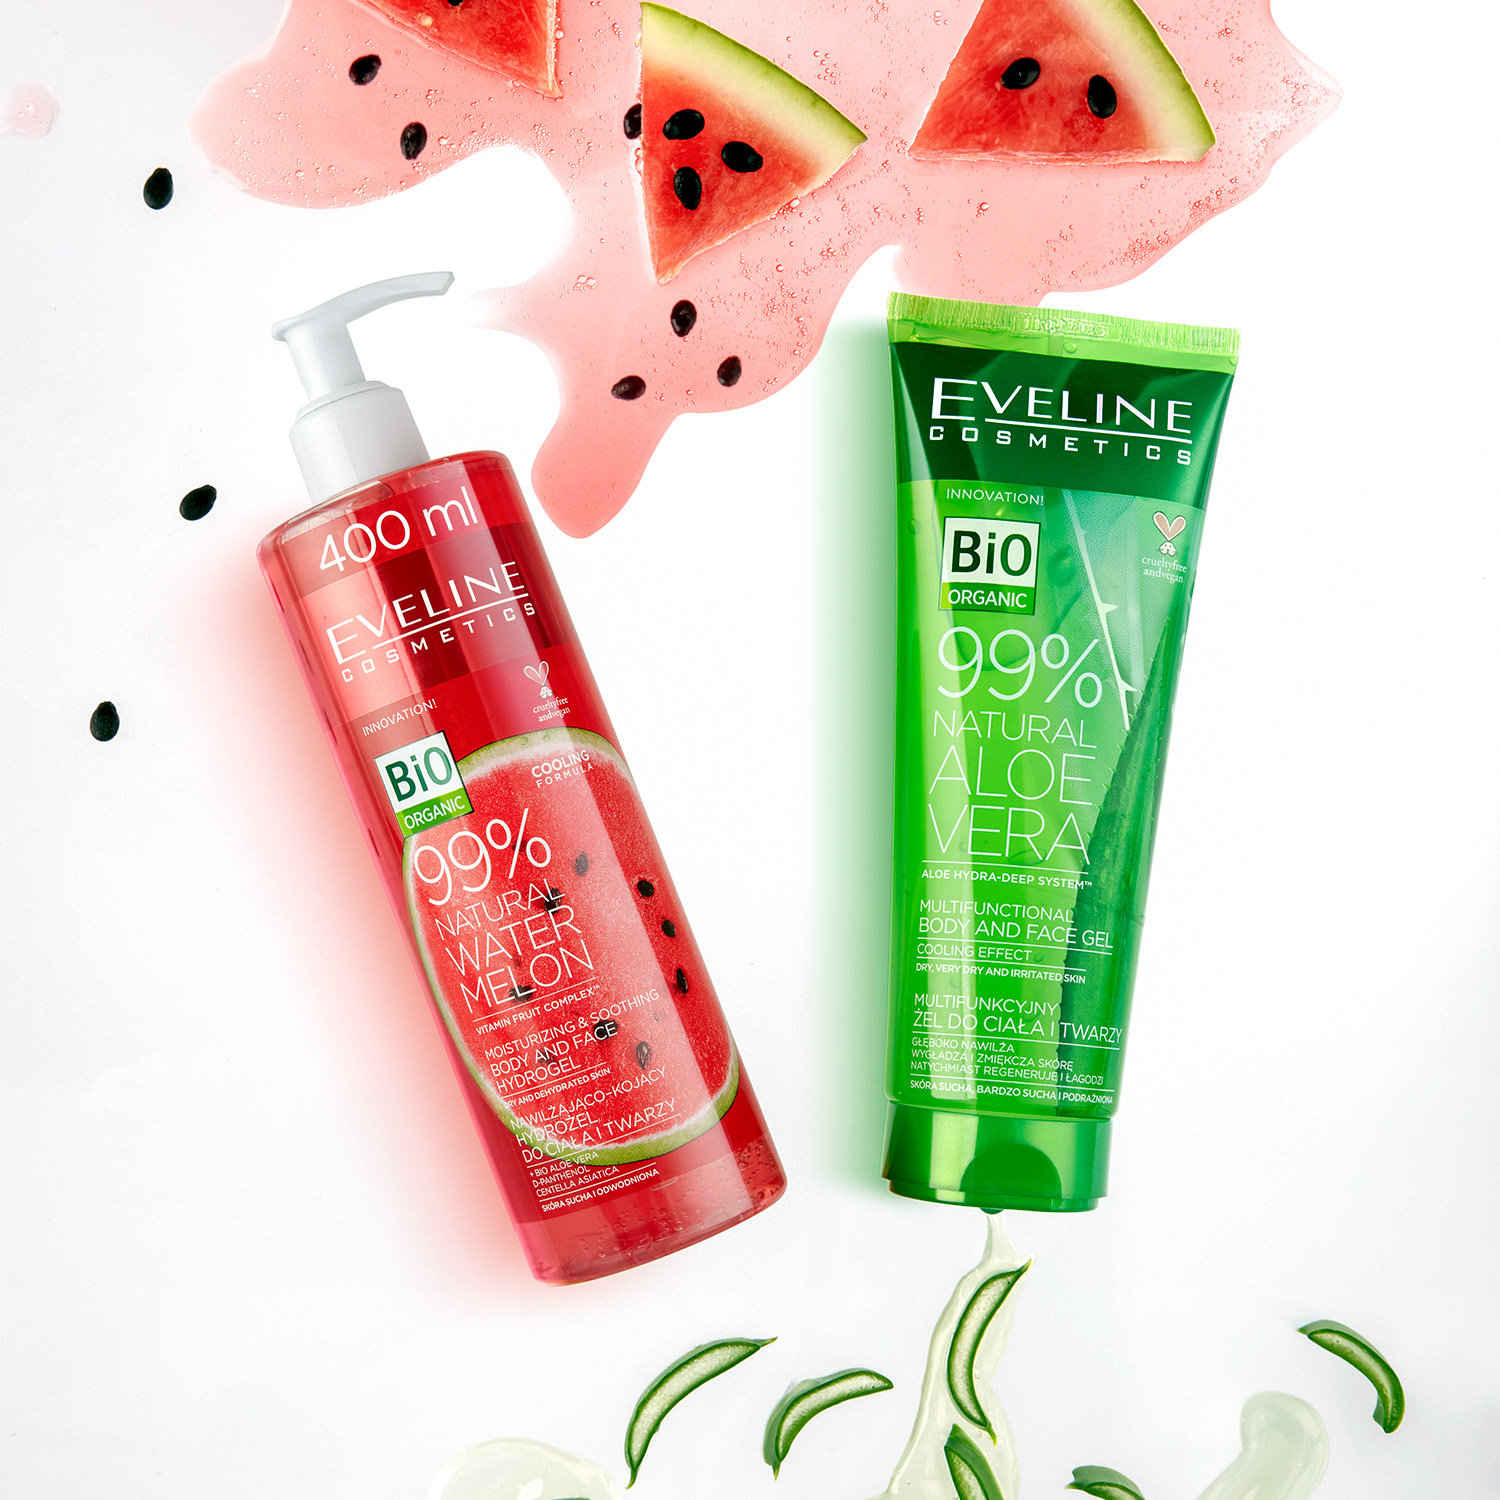 400 ml
EVELINE
COSMETICS
INNOVATION!
crueltyfree
andvegan
BiO
ORGANIC
COOLING
FORMULA
99%
NATURAL
WATER
MELON
VITAMIN FRUIT COMPLEX™
MOISTURIZING & SOOTHING
BODY AND FACE
HYDROGEL
DRY AND DEHYDRATED SKIN
NAWILŻAJĄCO-KOJĄCY
HYDROŻEL
DO CIAŁA I TWARZY
+ BIO ALOE VERA
D-PANTHENOL
CENTELLA ASIATICA
SKÓRA SUCHA I ODWODNIONA
EVELINE
COSMETICS
INNOVATION!
BiO
ORGANIC
crueltyfree
andvegan
99%
NATURAL
ALOE
VERA
ALOE HYDRA-DEEP SYSTEM™
MULTIFUNCTIONAL
BODY AND FACE GEL
COOLING EFFECT
DRY, VERY DRY AND IRRITATED SKIN
MULTIFUNKCYJNY
ŻEL DO CIAŁA I TWARZY
GŁĘBOKO NAWILŻA
WYGŁADZA I ZMIĘKCZA SKÓRĘ
NATYCHMIAST REGENERUJE I ŁAGODZI
SKÓRA SUCHA, BARDZO SUCHA I PODRAŻNIONA